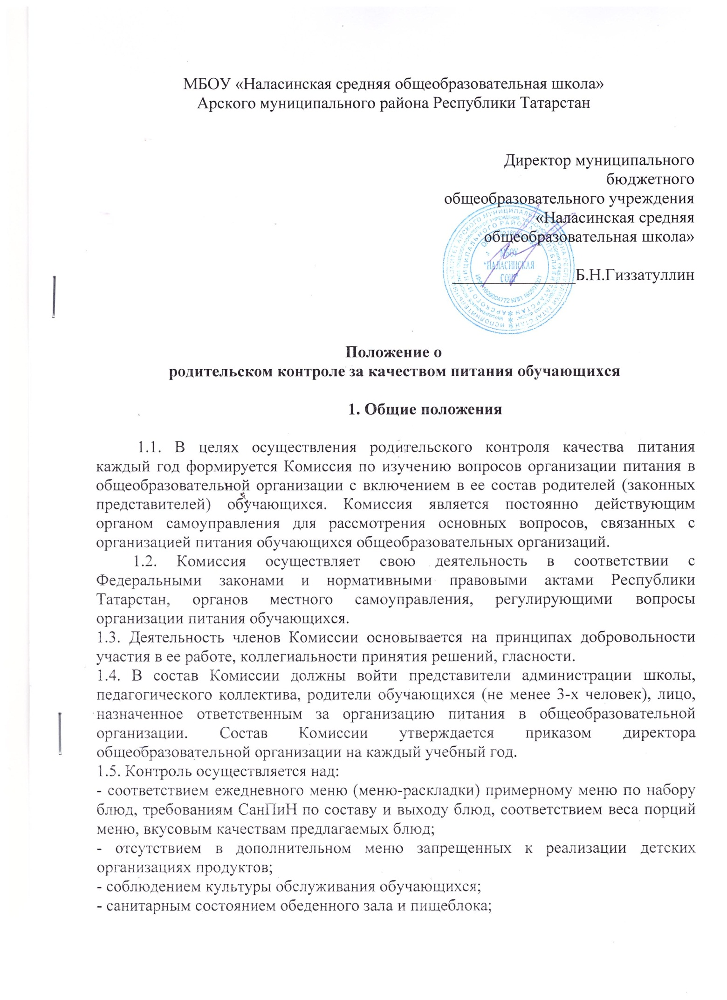 МБОУ «Наласинская средняя общеобразовательная школа»
Арского муниципального района Республики Татарстан
Директор муниципального
бюджетного
общеобразовательного учреждения
«Наласинская средняя
общеобразовательная школа»
МБОУ
"НАЛАСИНСКАЯ
СОШ"
ИНН 1609004772 КПП 160901001
_______________Б.Н.Гиззатуллин
Положение о
родительском контроле за качеством питания обучающихся
1. Общие положения
1.1. В целях осуществления родительского контроля качества питания
каждый год формируется Комиссия по изучению вопросов организации питания в
общеобразовательной организации с включением в ее состав родителей (законных
представителей) обучающихся. Комиссия является постоянно действующим
органом самоуправления для рассмотрения основных вопросов, связанных с
организацией питания обучающихся общеобразовательных организаций.
1.2. Комиссия осуществляет свою деятельность в соответствии с
Федеральными законами и нормативными правовыми актами Республики
Татарстан, органов местного самоуправления, регулирующими вопросы
организации питания обучающихся.
1.3. Деятельность членов Комиссии основывается на принципах добровольности
участия в ее работе, коллегиальности принятия решений, гласности.
1.4. В состав Комиссии должны войти представители администрации школы,
педагогического коллектива, родители обучающихся (не менее 3-х человек), лицо,
назначенное ответственным за организацию питания в общеобразовательной
организации. Состав Комиссии утверждается приказом директора
общеобразовательной организации на каждый учебный год.
1.5. Контроль осуществляется над:
- соответствием ежедневного меню (меню-раскладки) примерному меню по набору
блюд, требованиям СанПиН по составу и выходу блюд, соответствием веса порций
меню, вкусовым качествам предлагаемых блюд;
- отсутствием в дополнительном меню запрещенных к реализации детских
организациях продуктов;
- соблюдением культуры обслуживания обучающихся;
- санитарным состоянием обеденного зала и пищеблока;